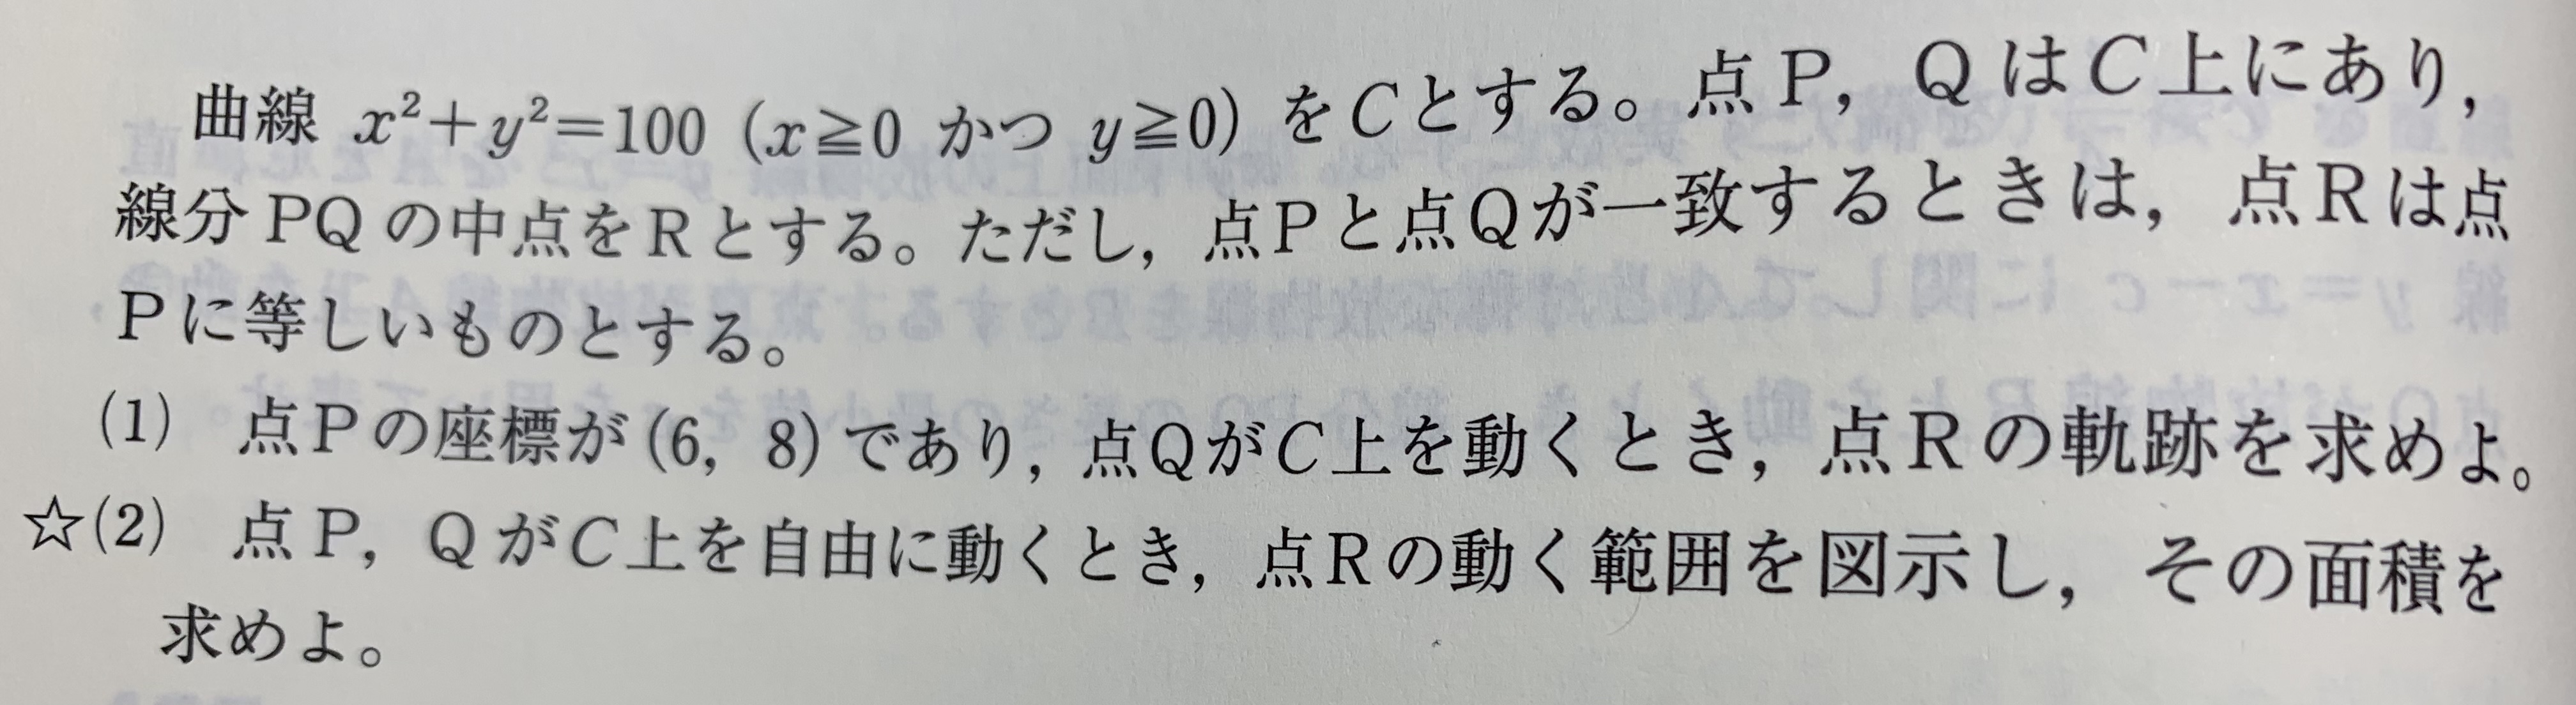 曲線 x²+y²=100 (x≧0 かつ y≧0) をCとする。点P, QはC上にあり,
線分PQの中点をRとする。ただし, 点Pと点Qが一致するときは, 点Rは点
Pに等しいものとする。
(1) 点Pの座標が(6, 8)であり, 点QがC上を動くとき, 点Rの軌跡を求めよ。
☆(2) 点P, QがC上を自由に動くとき, 点Rの動く範囲を図示し, その面積を
求めよ。